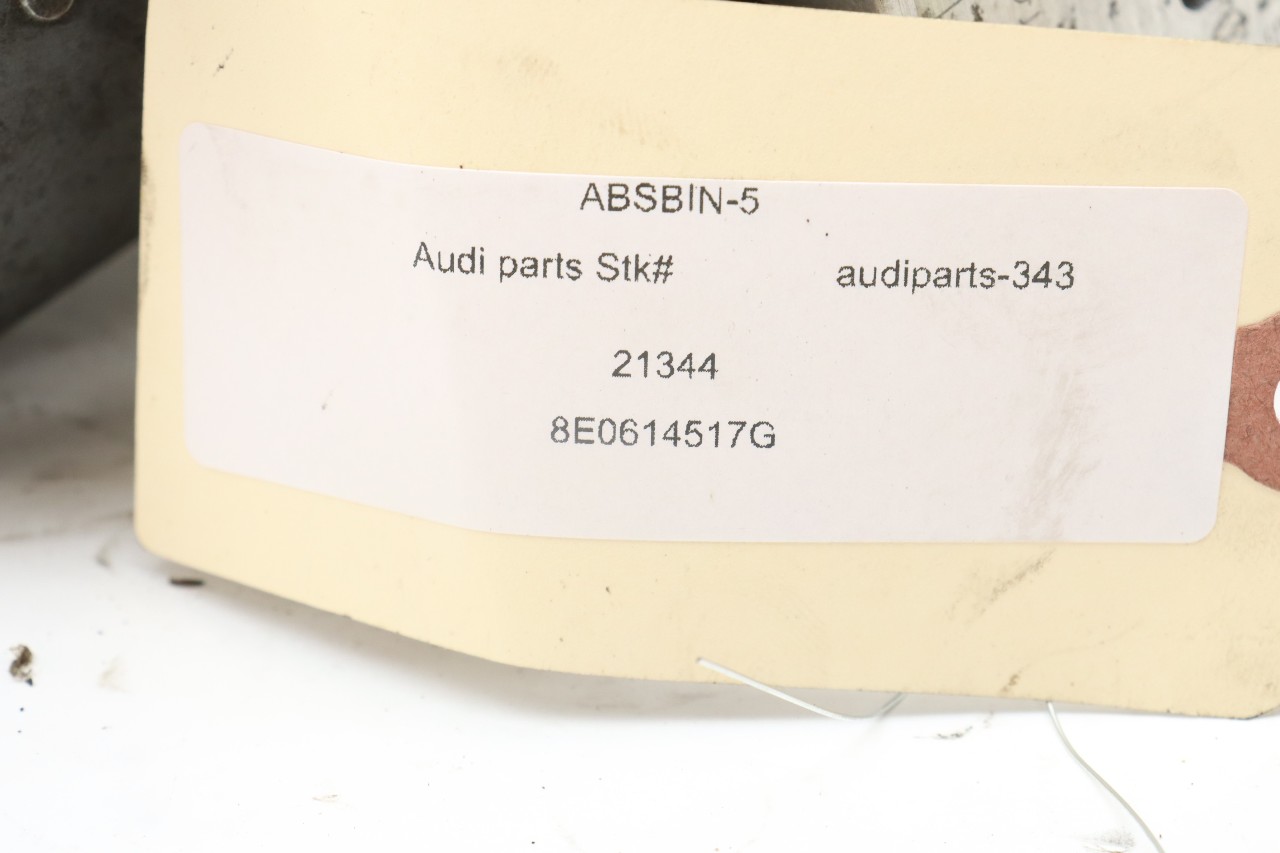 ABSBIN-5
Audi parts Stk# audiparts-343
21344
8E0614517G